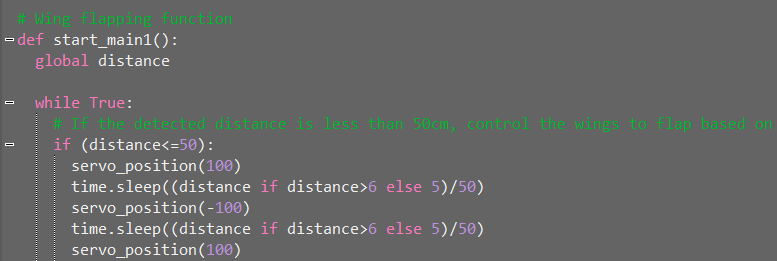 # Wing flapping function
def start_main1():
global distance
while True:
# If the detected distance is less than 50cm, control the wings to flap based on
if (distance<=50):
servo_position(100)
time.sleep((distance if distance>6 else 5)/50)
servo_position(-100)
time.sleep((distance if distance>6 else 5)/50)
servo_position(100)